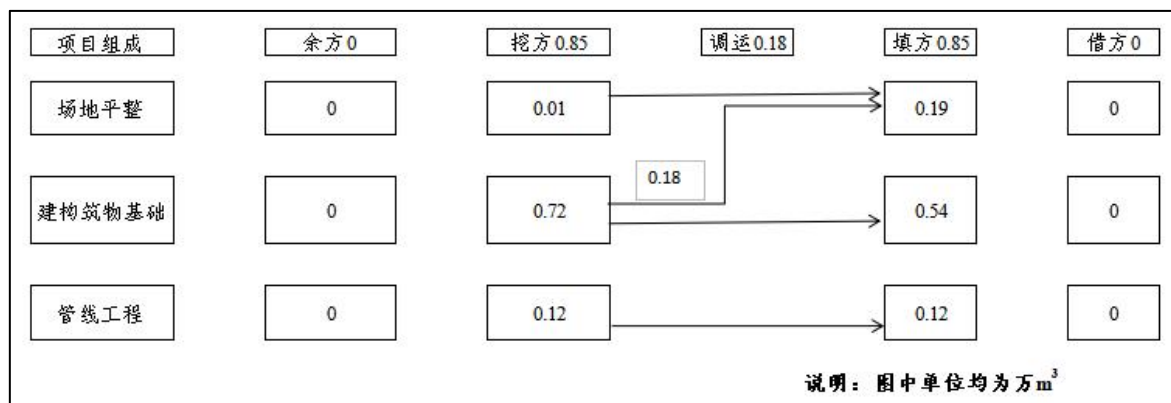 项目组成 余方0 挖方0.85 调运0.18 填方0.85 借方0
场地平整 0 0.01 0.19 0
0.18
建构筑物基础 0 0.72 0.54 0
管线工程 0 0.12 0.12 0
说明：图中单位均为万m³